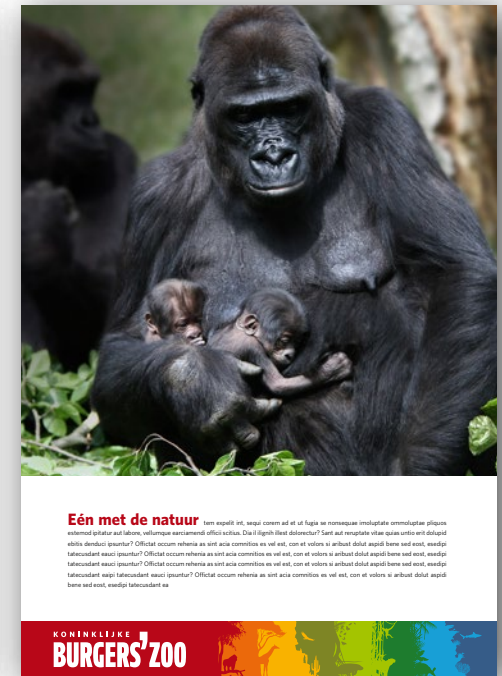 Eén met de natuur tem expelit int, sequi corem ad et ut fugia se nonsequae imoluptate ommoluptae pliquos
estemod ipitatur aut labore, vellumque earciamendi officii scitius. Dia il ilignih illest dolorectur? Sant aut reruptate vitae quias untio erit dolupid
ebitis denduci ipsuntur? Offictat occum rehenia as sint acia comnitios es vel est, con et volors si aribust dolut aspidi bene sed eost, esedipi
tatecusdant eauci ipsuntur? Offictat occum rehenia as sint acia comnitios es vel est, con et volors si aribust dolut aspidi bene sed eost, esedipi
tatecusdant eauci ipsuntur? Offictat occum rehenia as sint acia comnitios es vel est, con et volors si aribust dolut aspidi bene sed eost, esedipi
tatecusdant eaipi tatecusdant eauci ipsuntur? Offictat occum rehenia as sint acia comnitios es vel est, con et volors si aribust dolut aspidi
bene sed eost, esedipi tatecusdant ea
KONINKLIJKE
BURGERS' ZOO